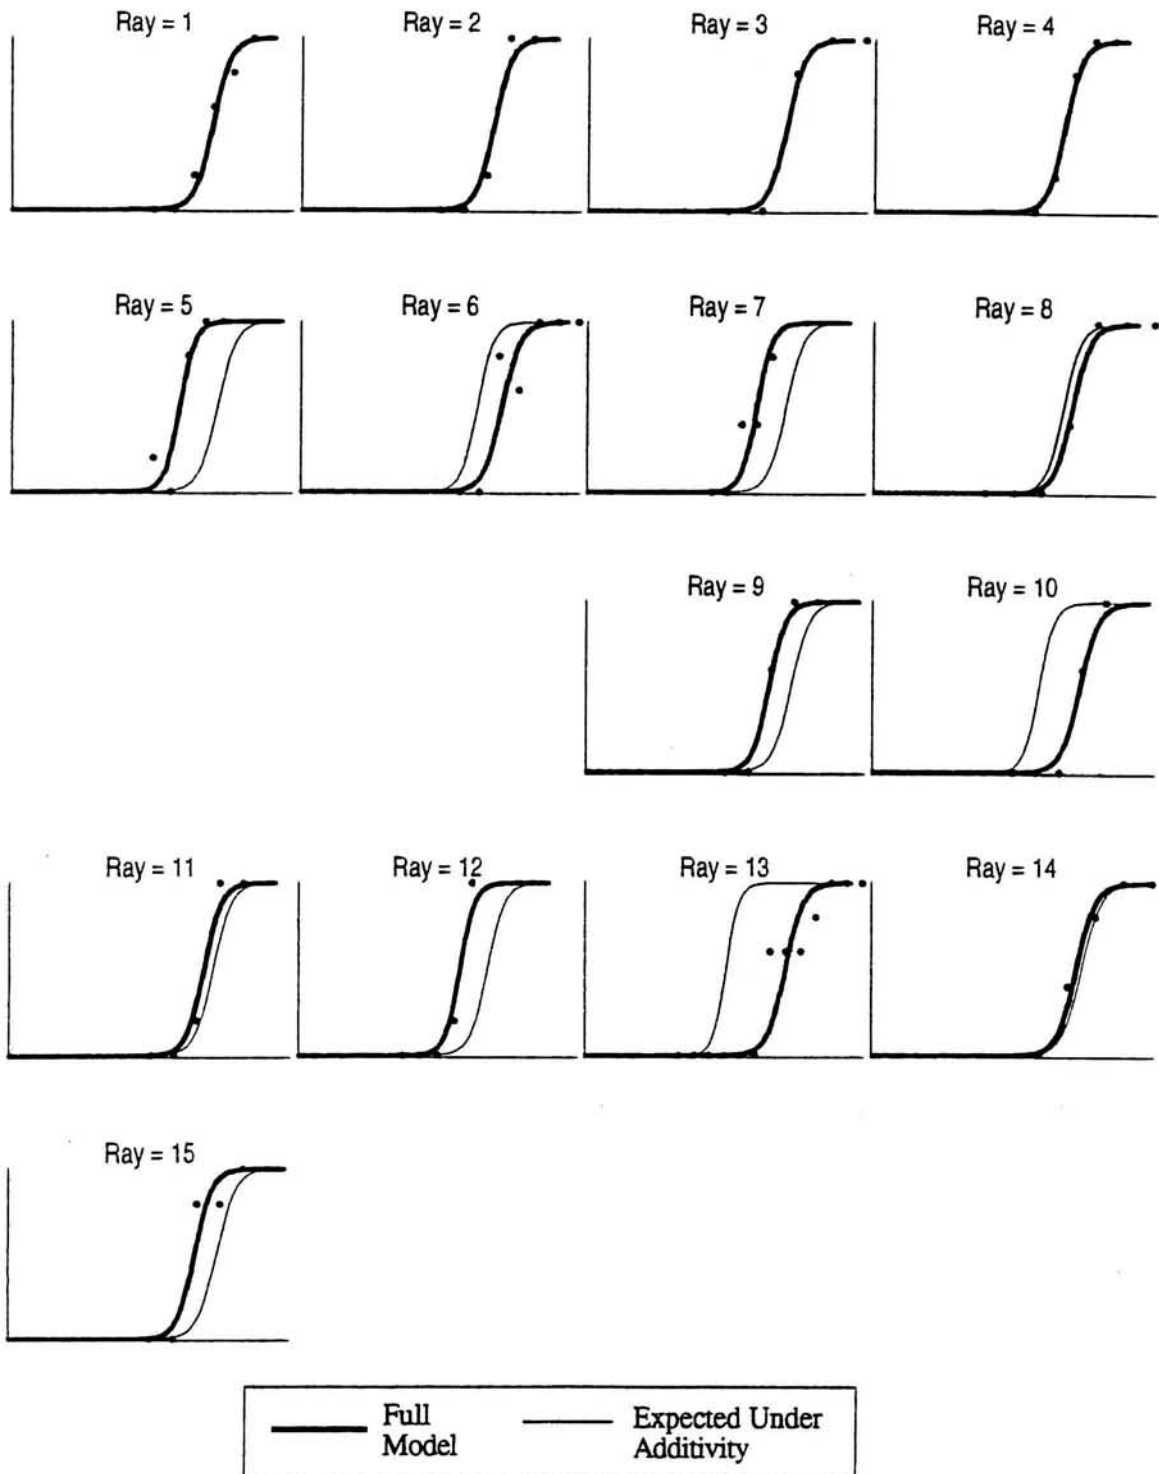 Ray = 1
Ray = 2
Ray = 3
Ray = 4
Ray = 5
Ray = 6
Ray = 7
Ray = 8
Ray = 9
Ray = 10
Ray = 11
Ray = 12
Ray = 13
Ray = 14
Ray = 15
Full
Model
Expected Under
Additivity